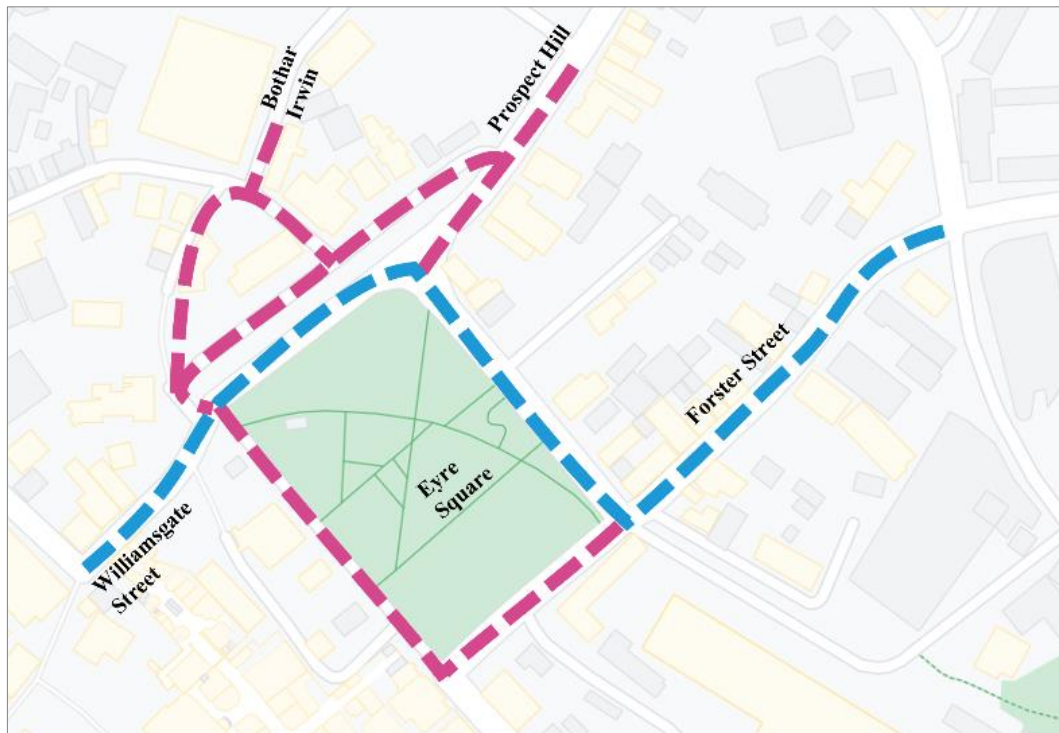 Bothar
Irwin
Prospect Hill
Forster Street
Eyre
Square
Williamsgate
Street